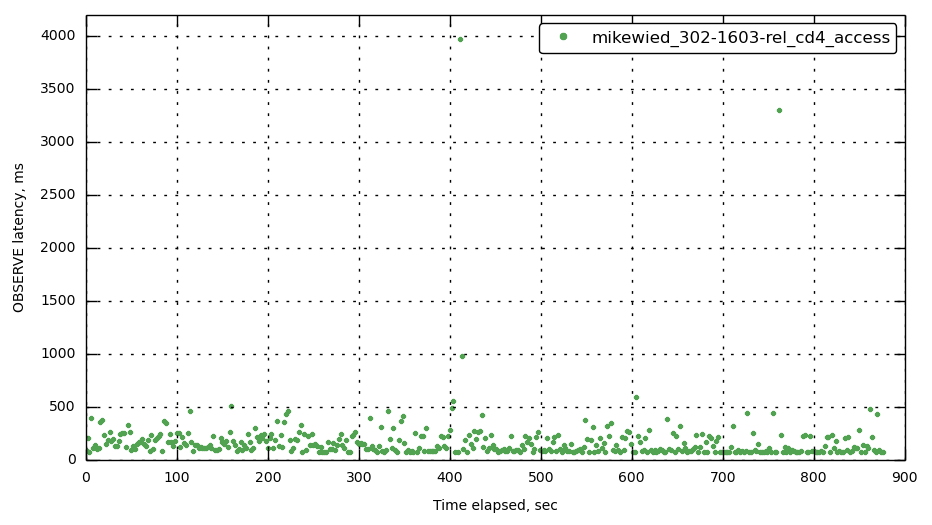 mikewied_302-1603-rel_cd4_access
4000
3500
3000
2500
2000
1500
1000
500
0
OBSERVE latency, ms
0 100 200 300 400 500 600 700 800 900
Time elapsed, sec